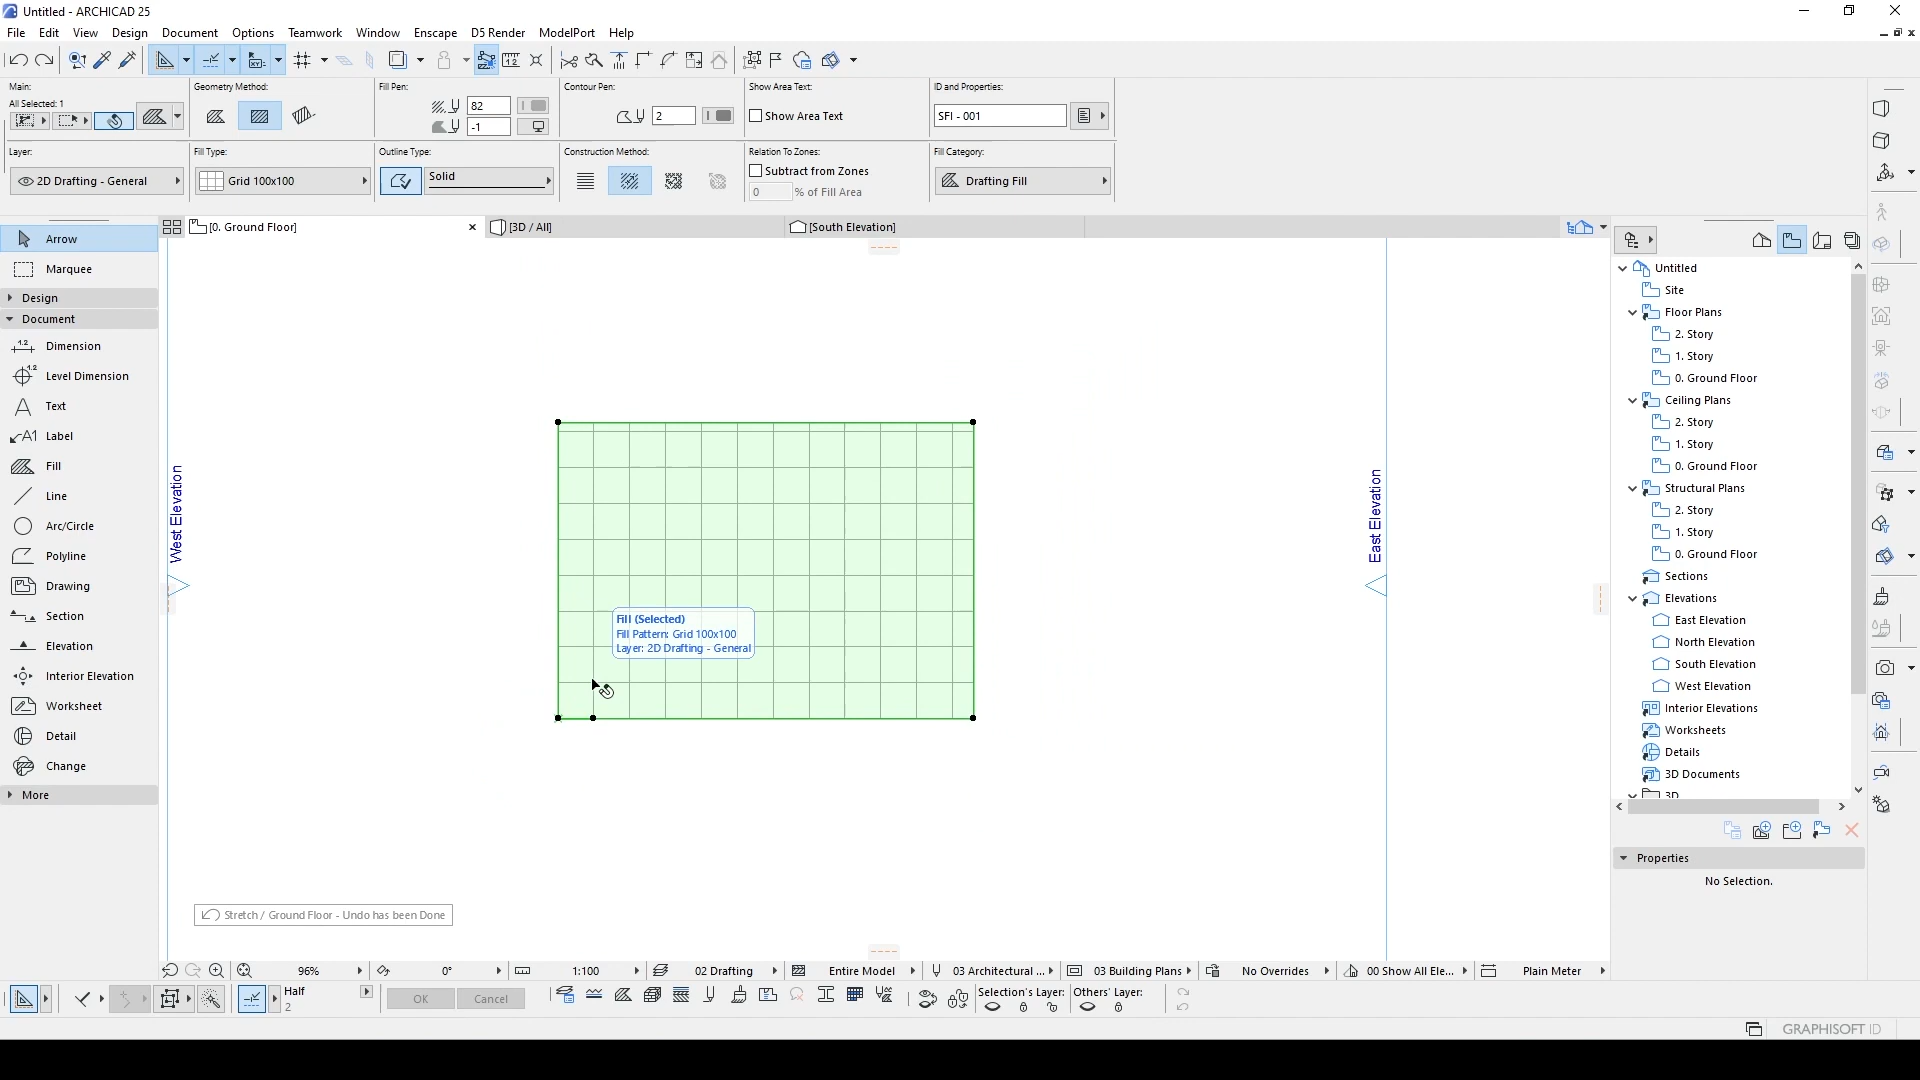 Untitled - ARCHICAD 25
File Edit View Design Document Options Teamwork Window Enscape D5 Render ModelPort Help
Main: Geometry Method: Fill Pen: Contour Pen: Show Area Text: ID and Properties:
All Selected: 1
82
2
Show Area Text
SFI - 001
-1
Layer: Fill Type: Outline Type: Construction Method: Relation To Zones: Fill Category:
2D Drafting - General
Grid 100x100
Solid
Subtract from Zones
Drafting Fill
0 % of Fill Area
[0. Ground Floor] [3D / All] [South Elevation]
Arrow
Marquee
Design
Document
Dimension
Level Dimension
Text
Label
Fill
Line
Arc/Circle
Polyline
Drawing
Section
Elevation
Interior Elevation
Worksheet
Detail
Change
More
West Elevation
East Elevation
Fill (Selected)
Fill Pattern: Grid 100x100
Layer: 2D Drafting - General
Stretch / Ground Floor - Undo has been Done
Untitled
Site
Floor Plans
2. Story
1. Story
0. Ground Floor
Ceiling Plans
2. Story
1. Story
0. Ground Floor
Structural Plans
2. Story
1. Story
0. Ground Floor
Sections
Elevations
East Elevation
North Elevation
South Elevation
West Elevation
Interior Elevations
Worksheets
Details
3D Documents
3D
Properties
No Selection.
96% 0° 1:100 02 Drafting Entire Model 03 Architectural ... 03 Building Plans No Overrides 00 Show All Ele... Plain Meter
Half
2
OK Cancel
Selection's Layer: Others' Layer:
GRAPHISOFT ID